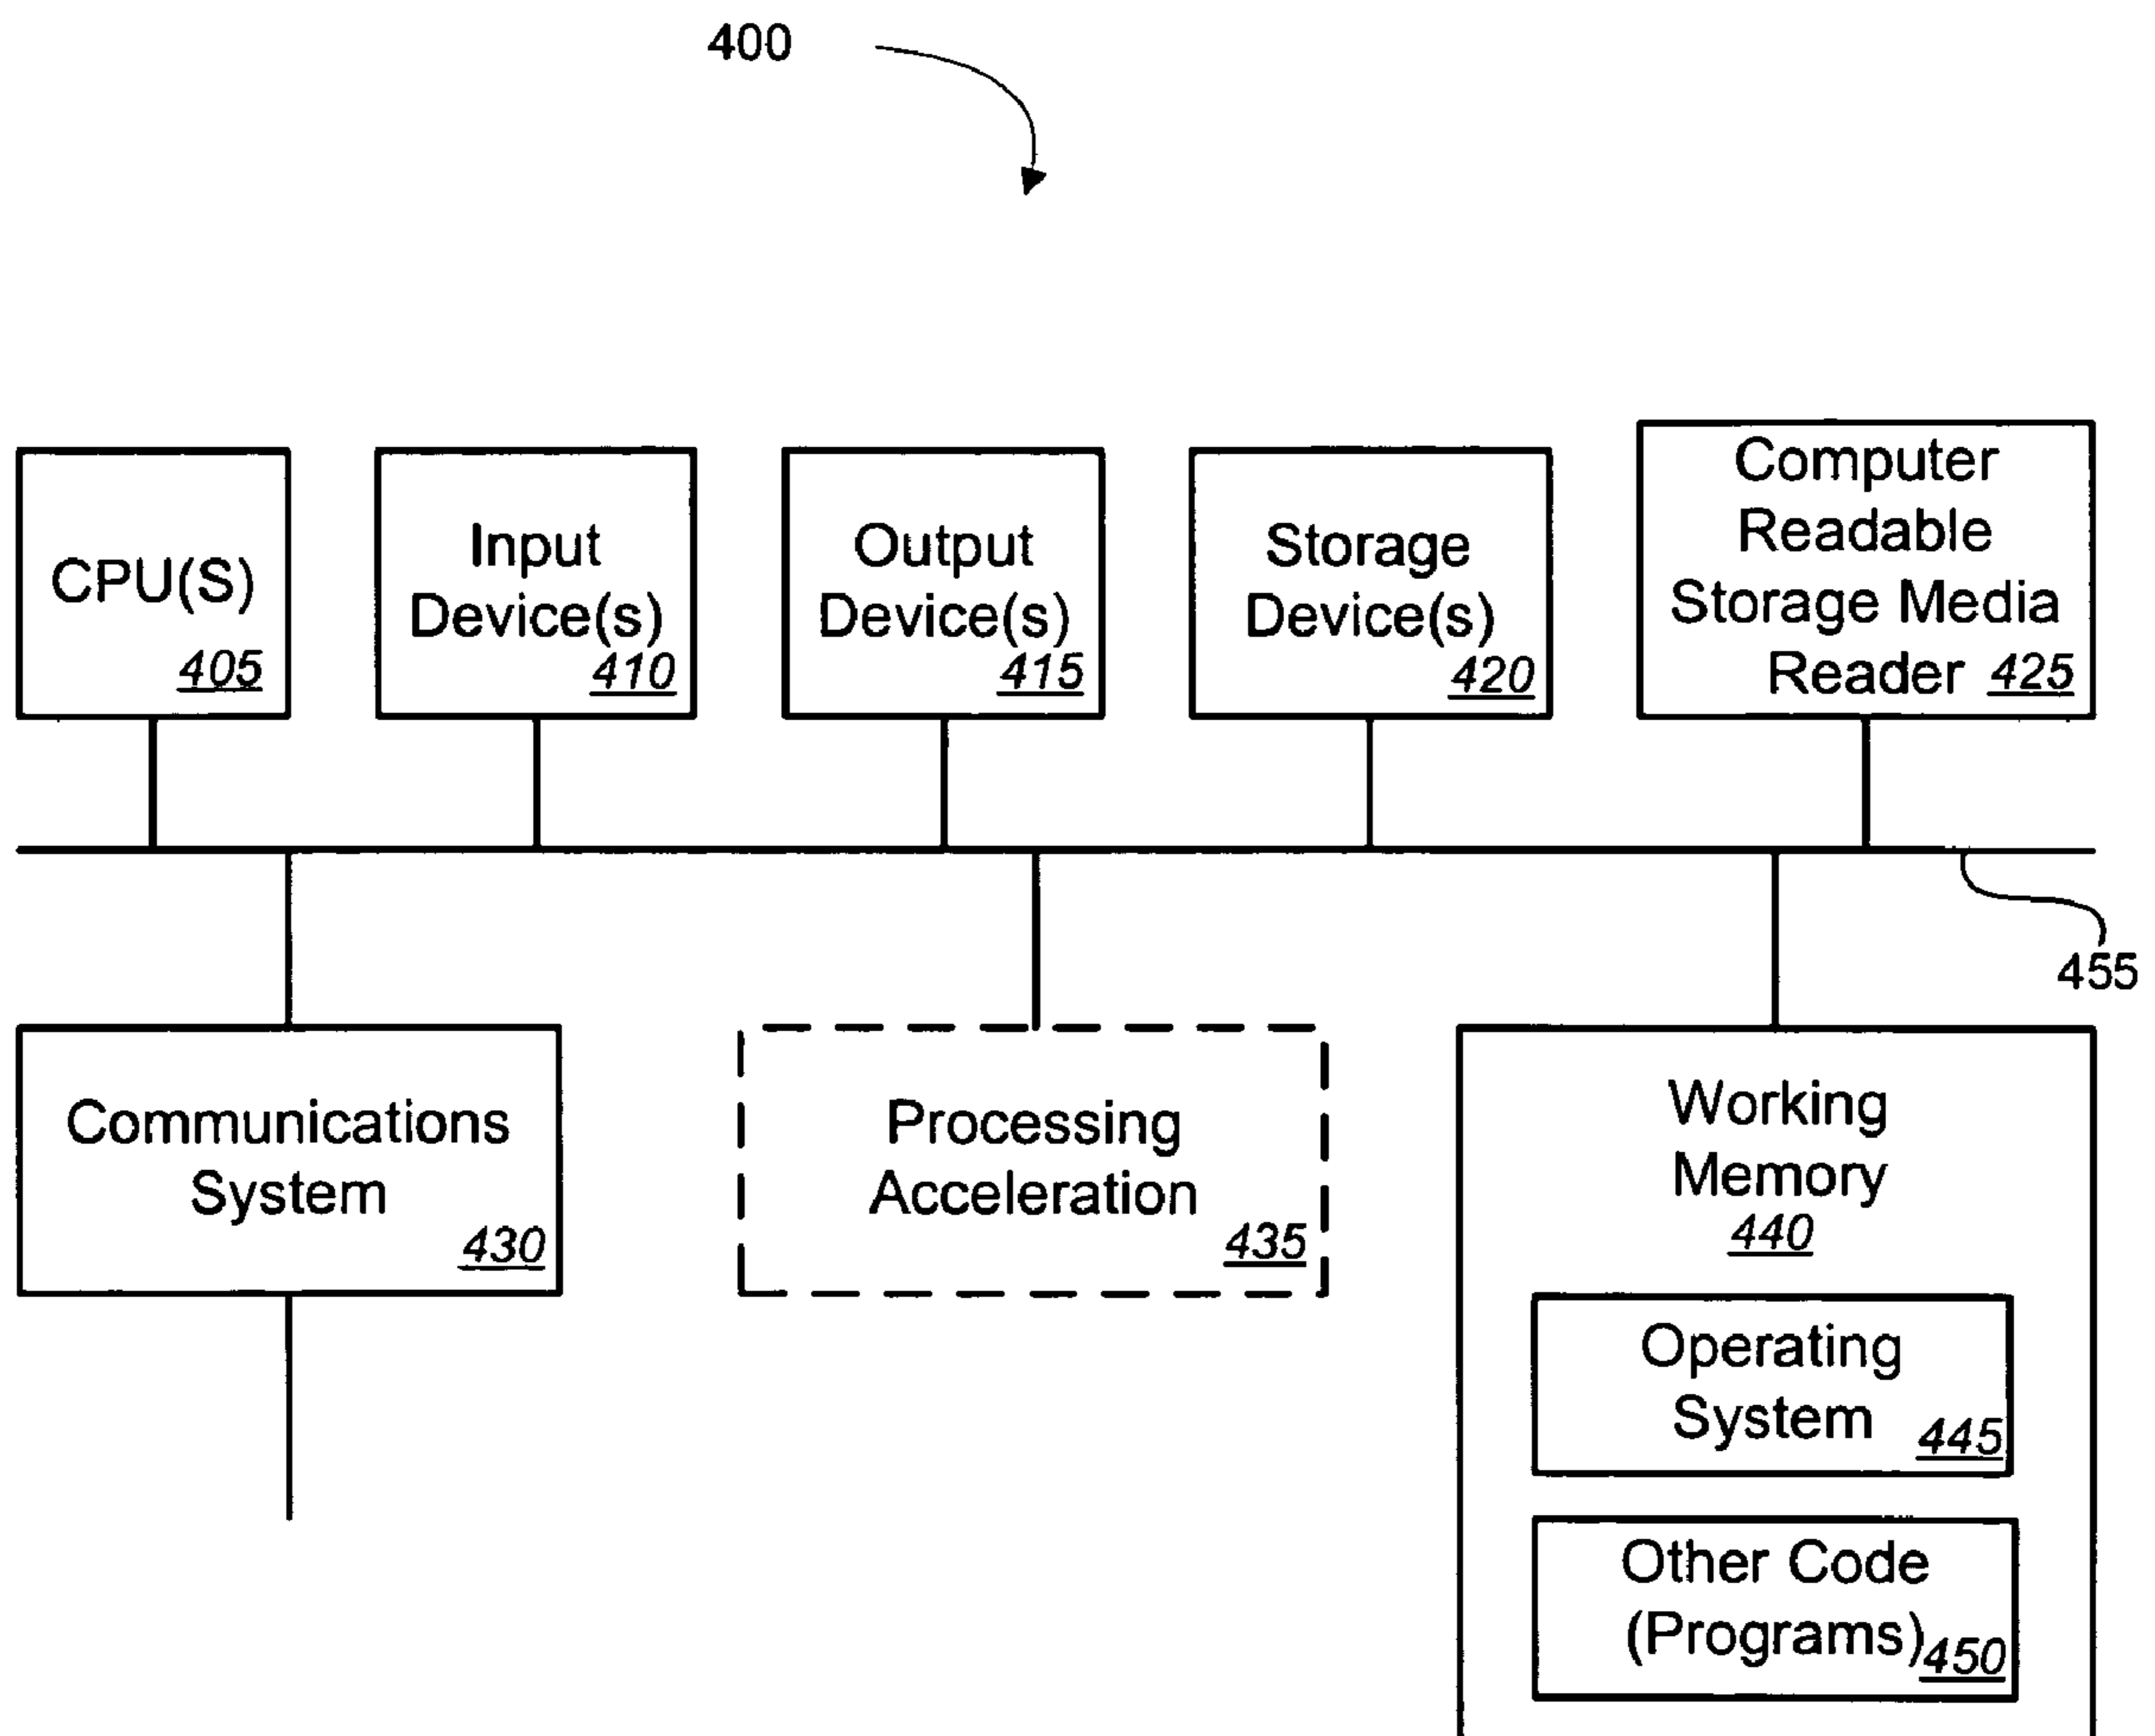 400
CPU(S)
405
Input
Device(s)
410
Output
Device(s)
415
Storage
Device(s)
420
Computer
Readable
Storage Media
Reader 425
455
Communications
System
430
Processing
Acceleration
435
Working
Memory
440
Operating
System
445
Other Code
(Programs)
450